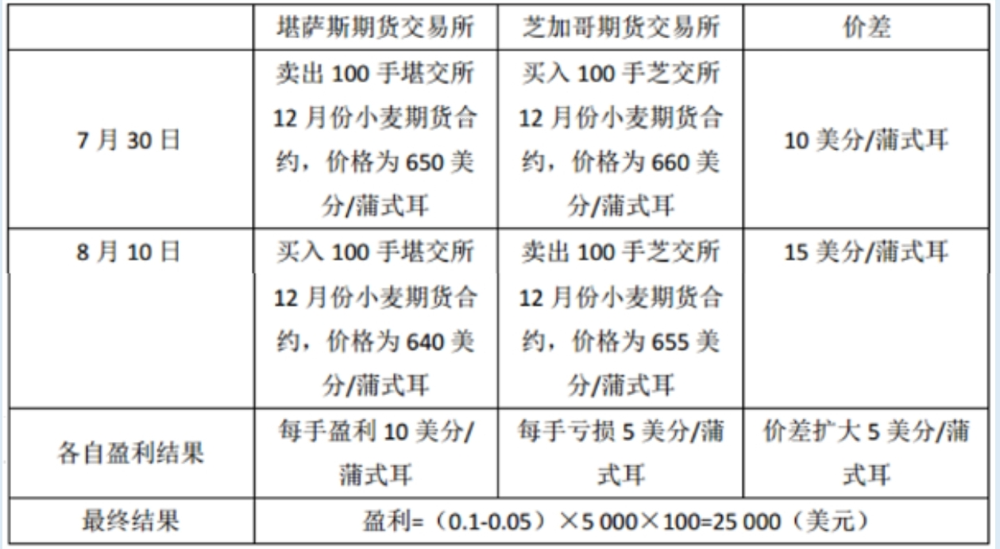 堪萨斯期货交易所 芝加哥期货交易所 价差
7月30日
卖出 100 手堪交所
12 月份小麦期货合
约，价格为 650 美
分/蒲式耳
买入 100 手芝交所
12 月份小麦期货合
约，价格为 660 美
分/蒲式耳
10 美分/蒲式耳
8月10日
买入 100 手堪交所
12 月份小麦期货合
约，价格为 640 美
分/蒲式耳
卖出 100 手芝交所
12 月份小麦期货合
约，价格为 655 美
分/蒲式耳
15 美分/蒲式耳
各自盈利结果
每手盈利 10 美分/
蒲式耳
每手亏损 5 美分/蒲
式耳
价差扩大 5 美分/蒲
式耳
最终结果
盈利=（0.1-0.05）×5 000×100=25 000（美元）